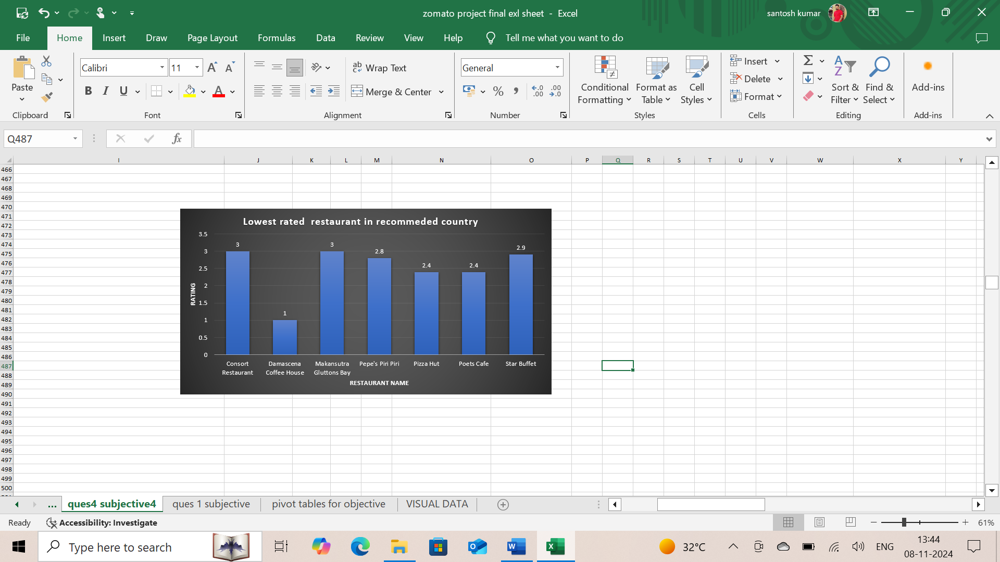 zomato project final exl sheet - Excel
santosh kumar
File Home Insert Draw Page Layout Formulas Data Review View Help Tell me what you want to do
Paste
Clipboard
Calibri 11
B I U A
Font
Wrap Text
Merge & Center
Alignment
General
% , .0 .00
Number
Conditional Formatting
Format as Table
Cell Styles
Styles
Insert
Delete
Format
Cells
Sort & Filter
Find & Select
Editing
Add-ins
Add-ins
Q487
fx
I J K L M N O P Q R S T U V W X Y
466
467
468
469
470
471
472
473
474
475
476
477
478
479
480
481
482
483
484
485
486
487
488
489
490
491
492
493
494
495
496
497
498
499
500
Lowest rated  restaurant in recommeded country
3.5
3
2.5
2
1.5
1
0.5
0
RATING
3 1 3 2.8 2.4 2.4 2.9
Consort Restaurant
Damascena Coffee House
Makansutra Gluttons Bay
Pepe's Piri Piri
Pizza Hut
Poets Cafe
Star Buffet
RESTAURANT NAME
... ques4 subjective4 ques 1 subjective pivot tables for objective VISUAL DATA
Ready Accessibility: Investigate 61%
Type here to search
32°C ENG
13:44
08-11-2024